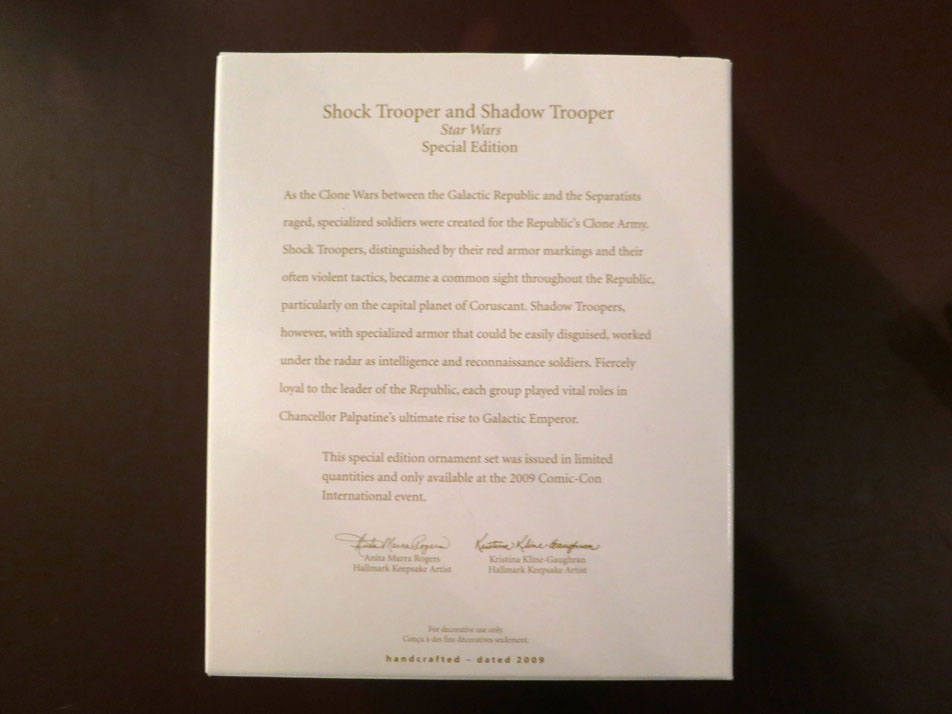 Shock Trooper and Shadow Trooper
Star Wars
Special Edition
As the Clone Wars between the Galactic Republic and the Separatists
raged, specialized soldiers were created for the Republic's Clone Army.
Shock Troopers, distinguished by their red armor markings and their
often violent tactics, became a common sight throughout the Republic,
particularly on the capital planet of Coruscant. Shadow Troopers,
however, with specialized armor that could be easily disguised, worked
under the radar as intelligence and reconnaissance soldiers. Fiercely
loyal to the leader of the Republic, each group played vital roles in
Chancellor Palpatine's ultimate rise to Galactic Emperor.
This special edition ornament set was issued in limited
quantities and only available at the 2009 Comic-Con
International event.
Anita Marra Rogers Kristina Kline-Gaughran
Anita Marra Rogers Kristina Kline-Gaughran
Hallmark Keepsake Artist Hallmark Keepsake Artist
For decorative use only.
Conçu à des fins décoratives seulement.
handcrafted - dated 2009